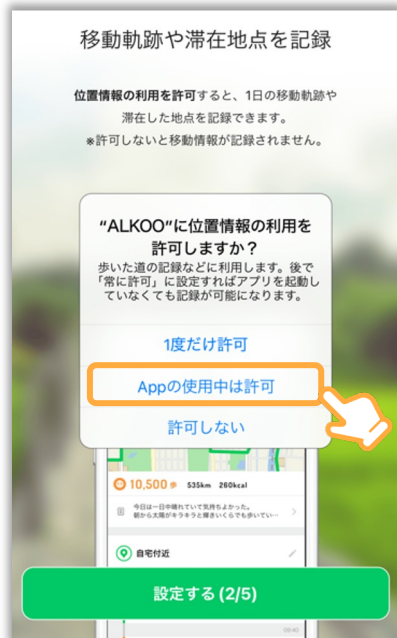 移動軌跡や滞在地点を記録
位置情報の利用を許可すると、1日の移動軌跡や
滞在した地点を記録できます。
※許可しないと移動情報が記録されません。
“ALKOO”に位置情報の利用を
許可しますか？
歩いた道の記録などに利用します。後で
「常に許可」に設定すればアプリを起動し
ていなくても記録が可能になります。
1度だけ許可
Appの使用中は許可
許可しない
10,500 歩 535km 260kcal
今日は一日中晴れていて気持ちよかった。
朝から太陽がキラキラと輝きいくらでも歩いてい…
自宅付近
設定する (2/5)
09:40